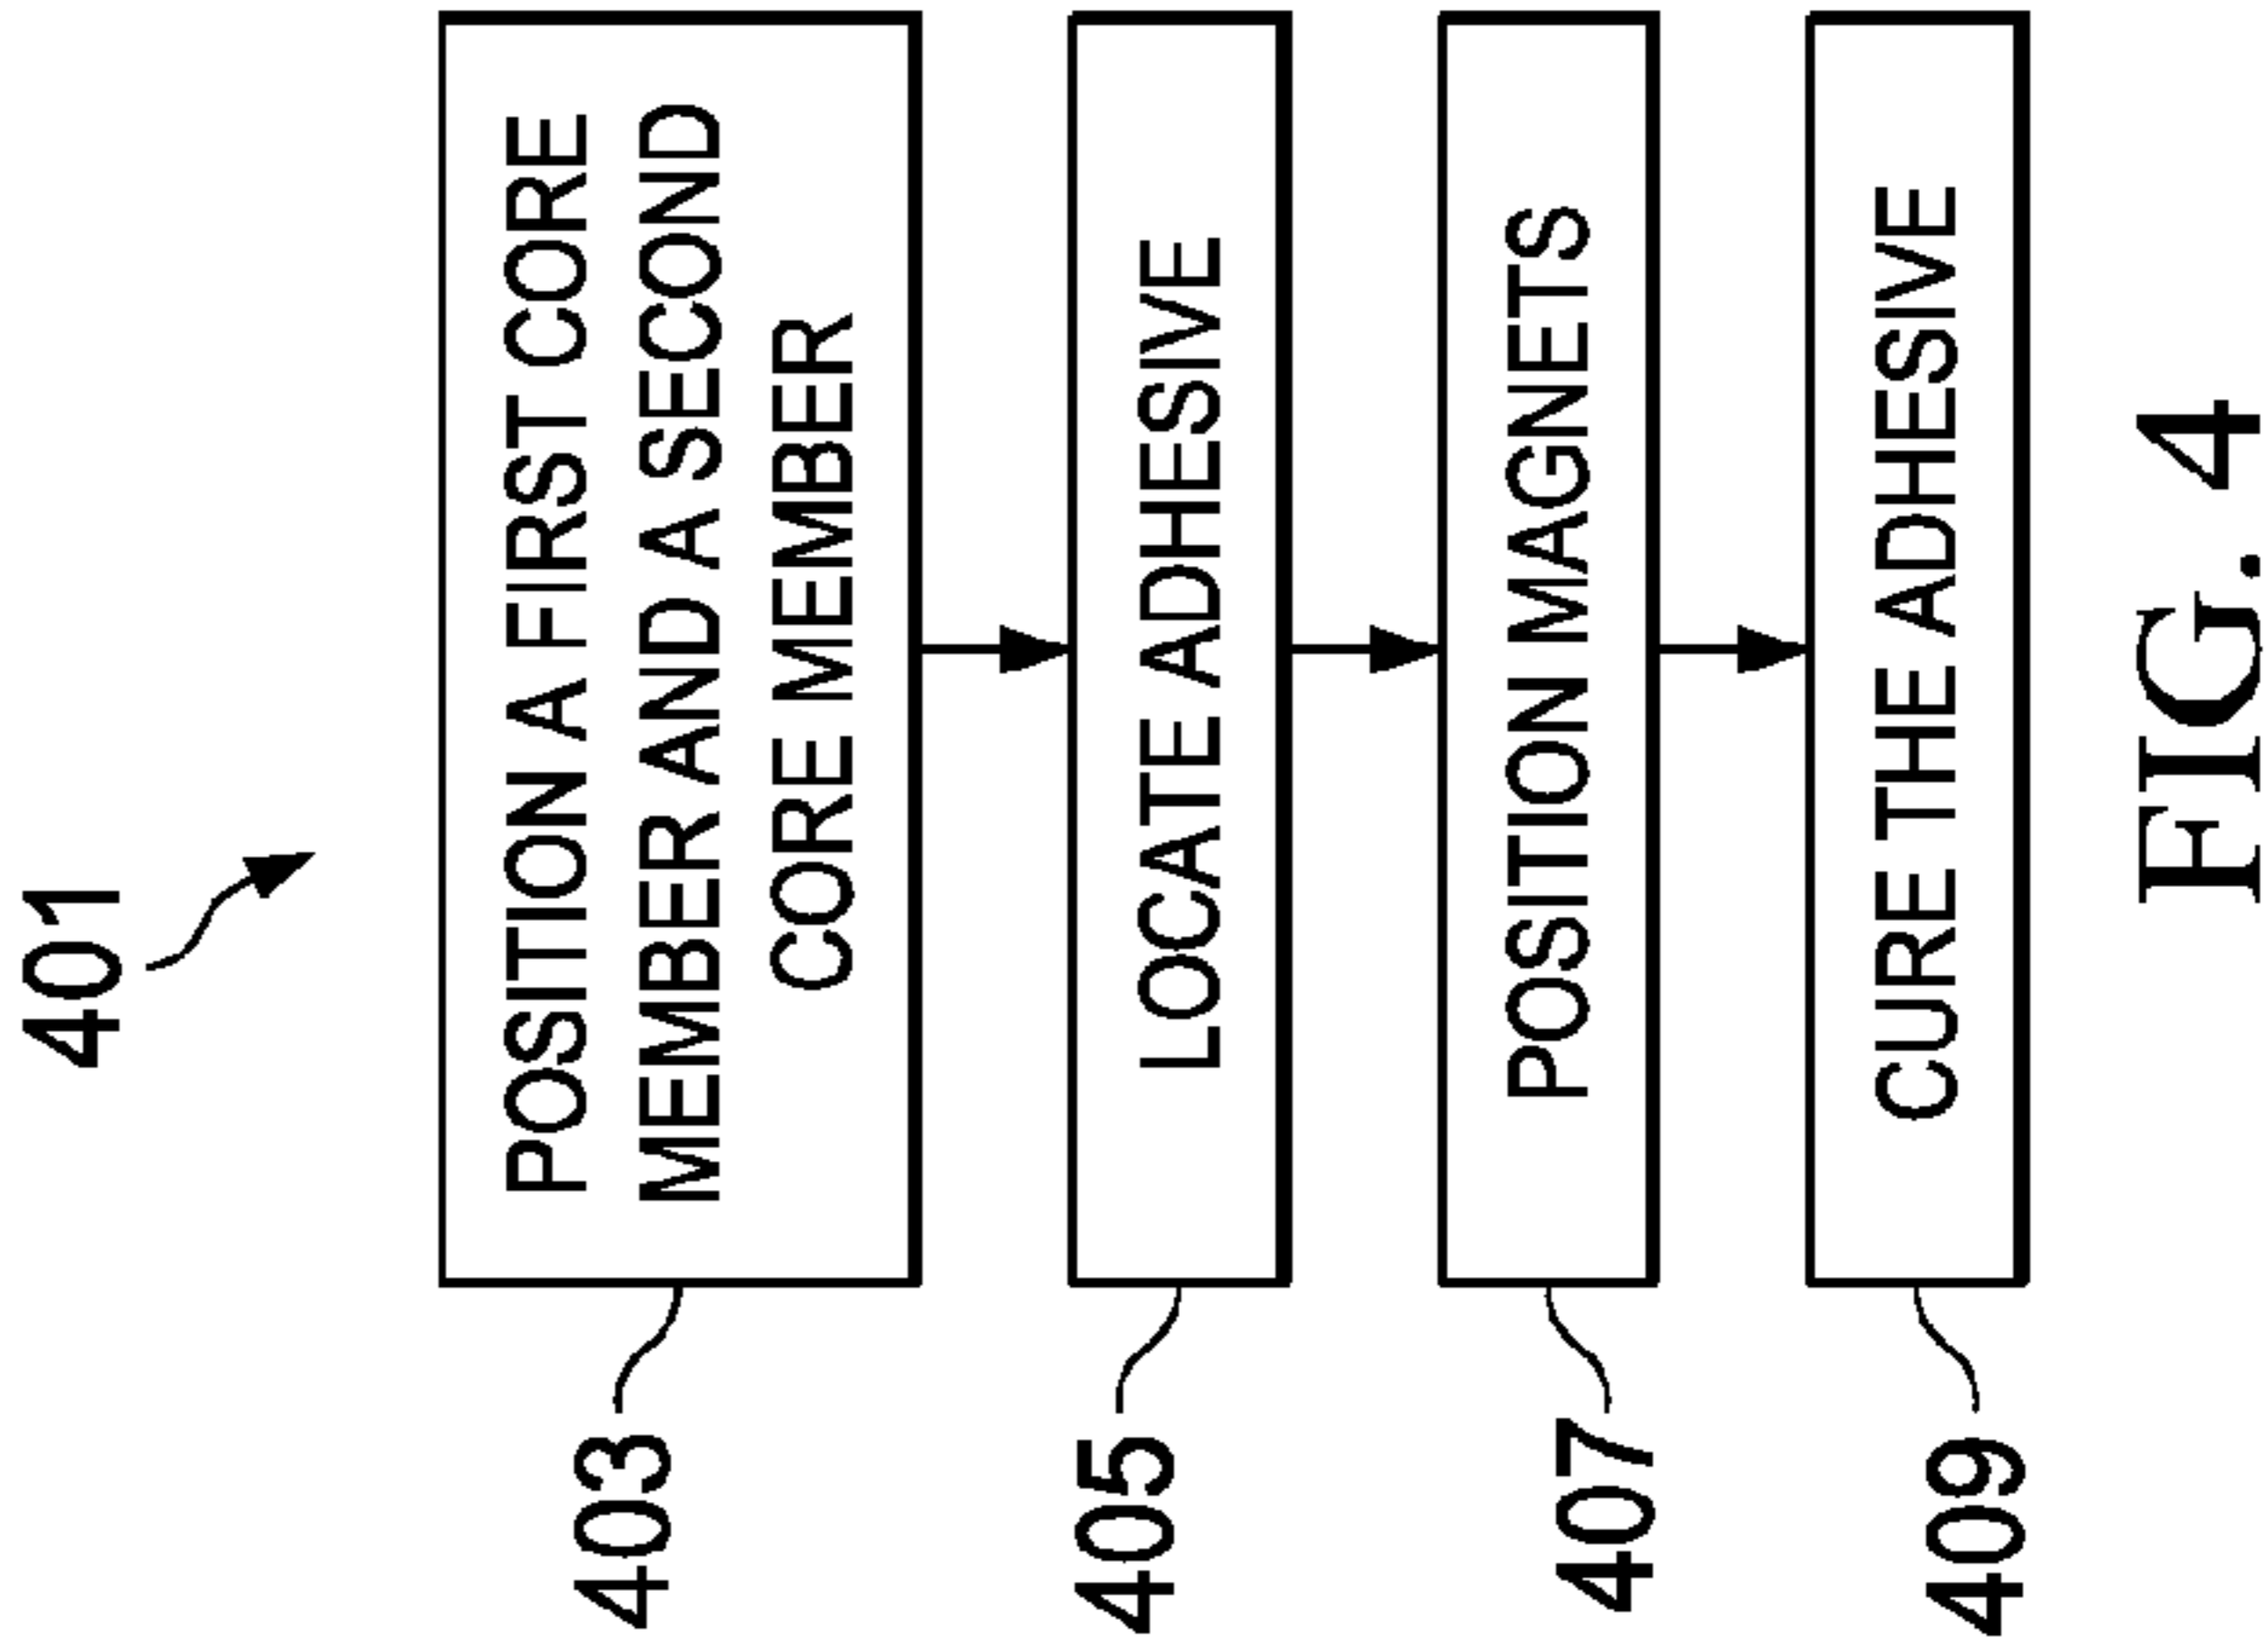 401
POSITION A FIRST CORE
MEMBER AND A SECOND
CORE MEMBER
403
LOCATE ADHESIVE
405
POSITION MAGNETS
407
CURE THE ADHESIVE
409
FIG. 4